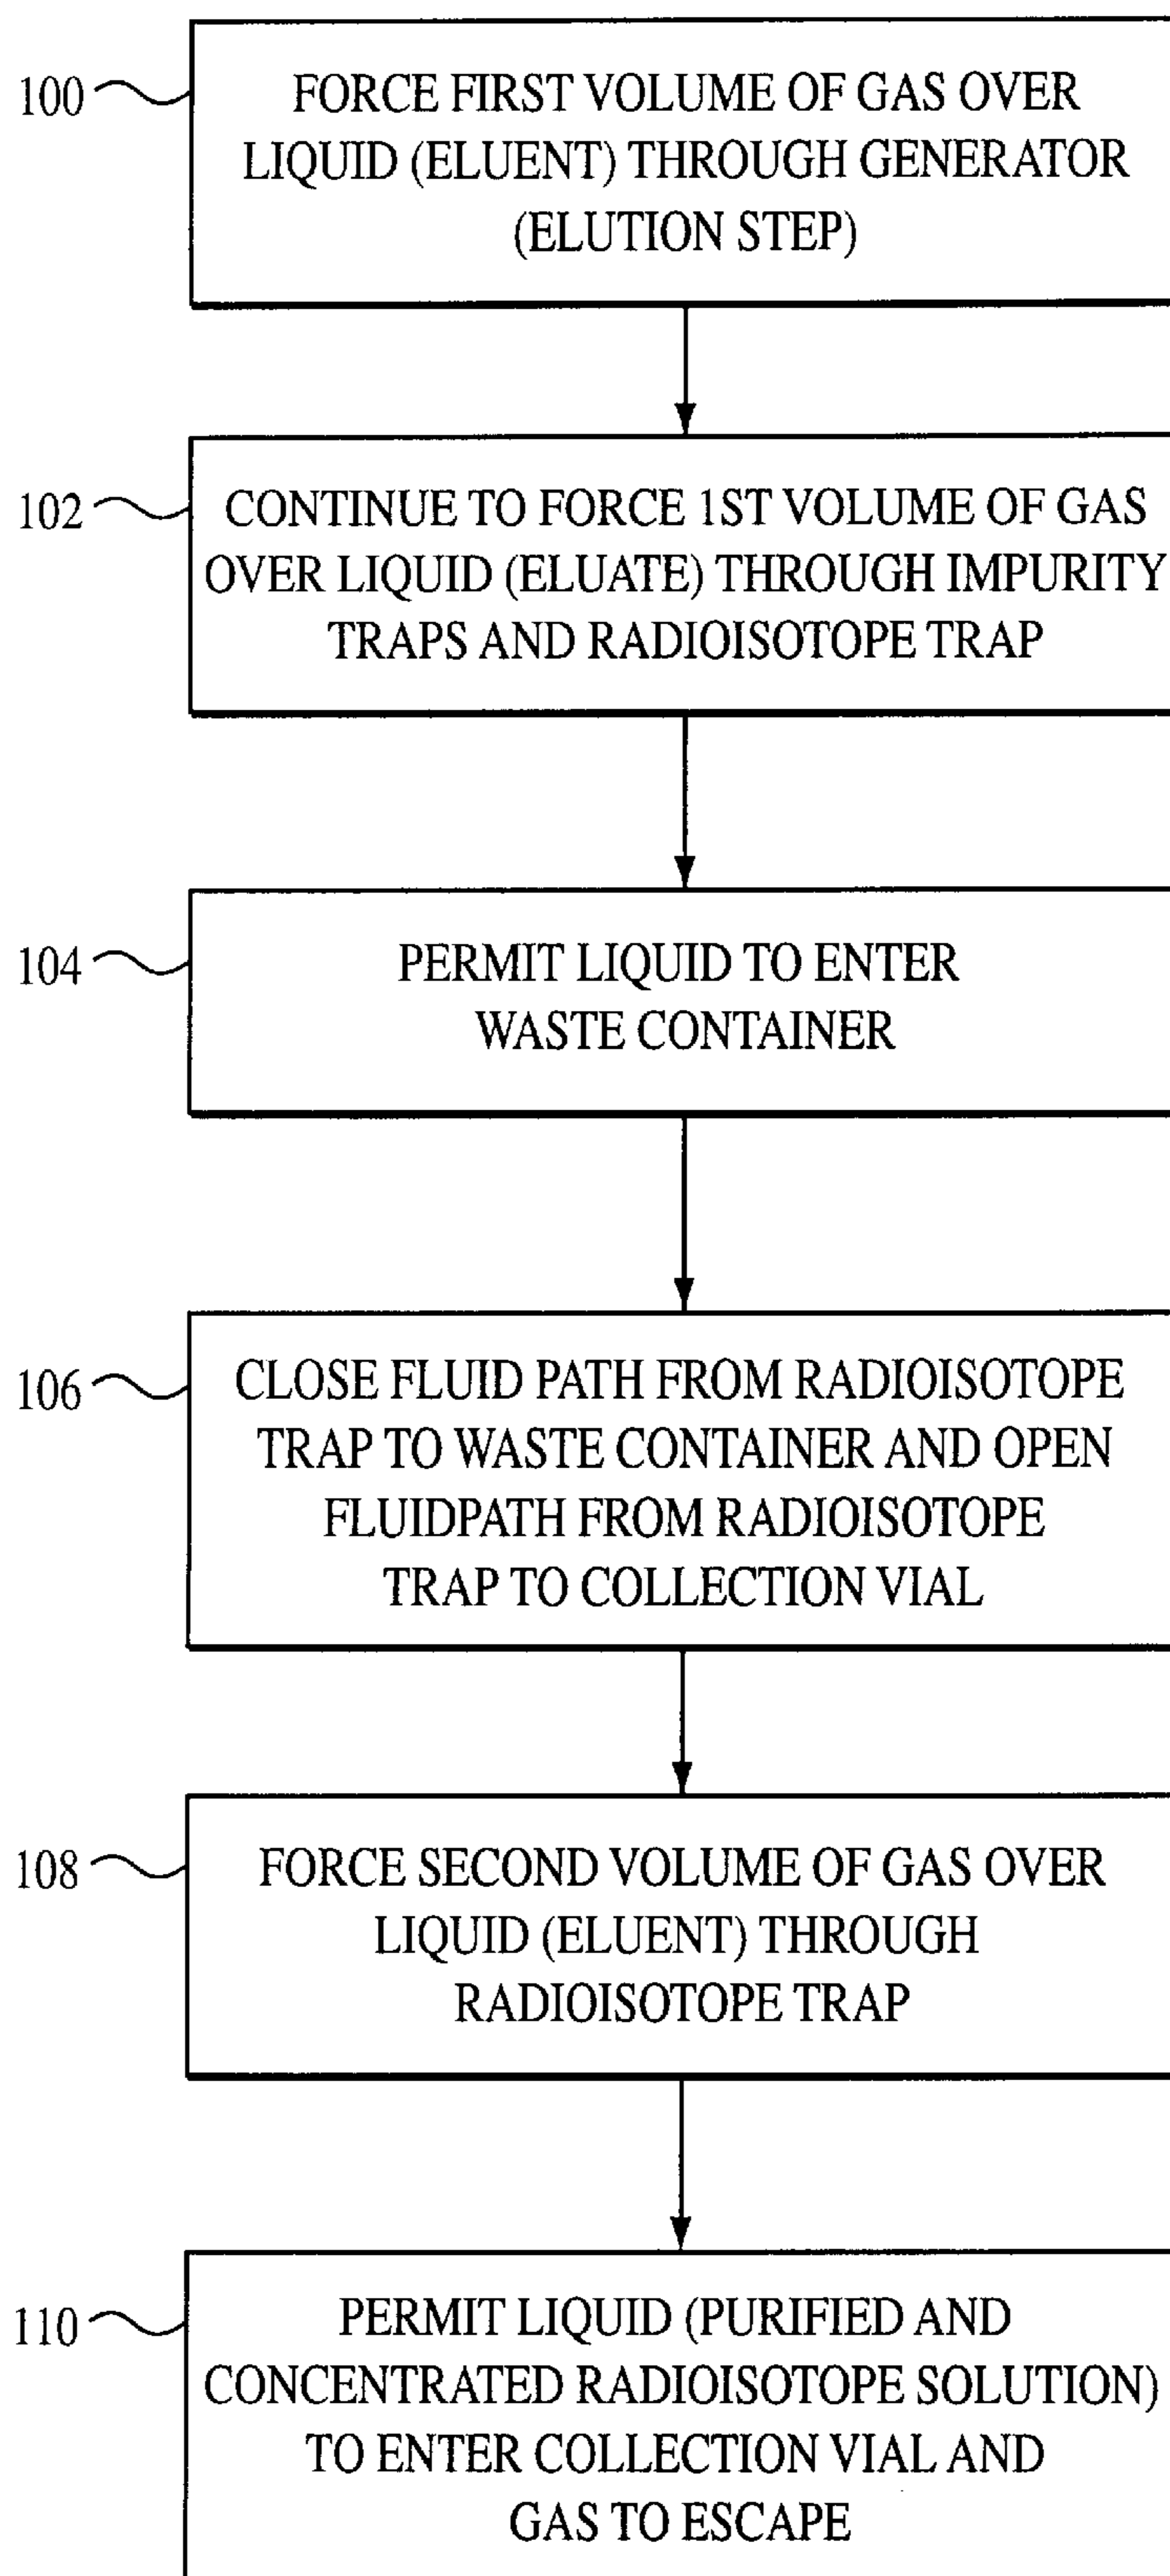 100
FORCE FIRST VOLUME OF GAS OVER
LIQUID (ELUENT) THROUGH GENERATOR
(ELUTION STEP)
102
CONTINUE TO FORCE 1ST VOLUME OF GAS
OVER LIQUID (ELUATE) THROUGH IMPURITY
TRAPS AND RADIOISOTOPE TRAP
104
PERMIT LIQUID TO ENTER
WASTE CONTAINER
106
CLOSE FLUID PATH FROM RADIOISOTOPE
TRAP TO WASTE CONTAINER AND OPEN
FLUIDPATH FROM RADIOISOTOPE
TRAP TO COLLECTION VIAL
108
FORCE SECOND VOLUME OF GAS OVER
LIQUID (ELUENT) THROUGH
RADIOISOTOPE TRAP
110
PERMIT LIQUID (PURIFIED AND
CONCENTRATED RADIOISOTOPE SOLUTION)
TO ENTER COLLECTION VIAL AND
GAS TO ESCAPE